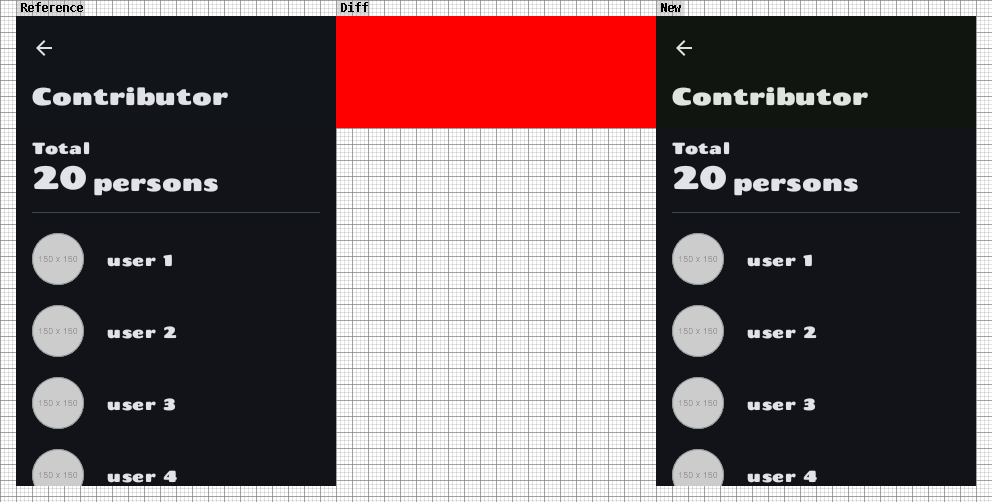 Reference
Diff
New
Contributor
Total
20 persons
150 x 150
user 1
150 x 150
user 2
150 x 150
user 3
150 x 150
user 4
Contributor
Total
20 persons
150 x 150
user 1
150 x 150
user 2
150 x 150
user 3
150 x 150
user 4